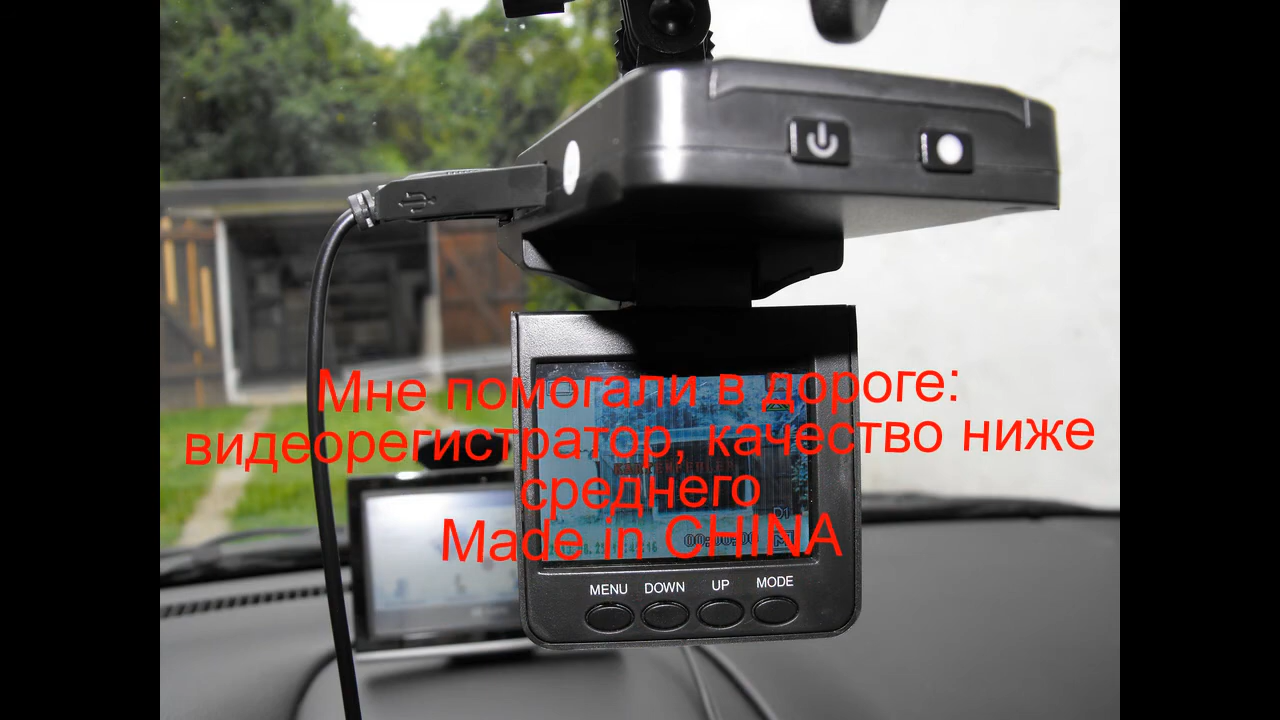 Мне помогали в дороге:
видеорегистратор, качество ниже
среднего
Made in CHINA
MENU DOWN UP MODE